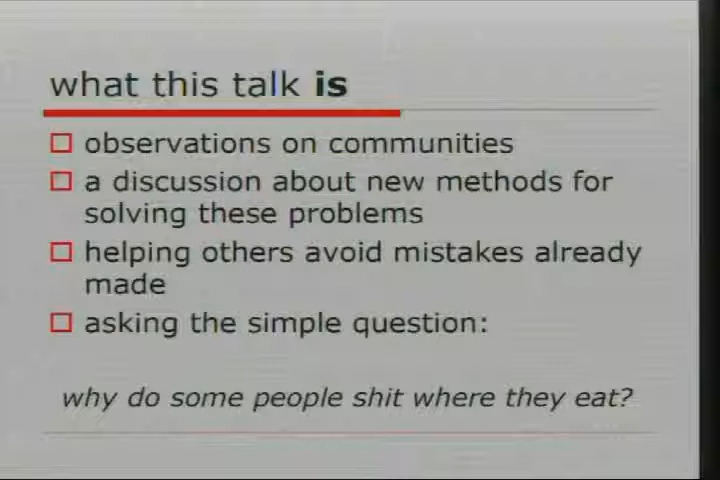 what this talk is
observations on communities
a discussion about new methods for
solving these problems
helping others avoid mistakes already
made
asking the simple question:
why do some people shit where they eat?